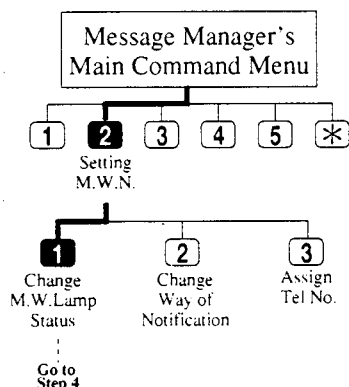 Message Manager's
Main Command Menu
1 2 3 4 5 ✳
Setting
M.W.N.
1 2 3
Change
M.W.Lamp
Status
Change
Way of
Notification
Assign
Tel No.
Go to
Step 4